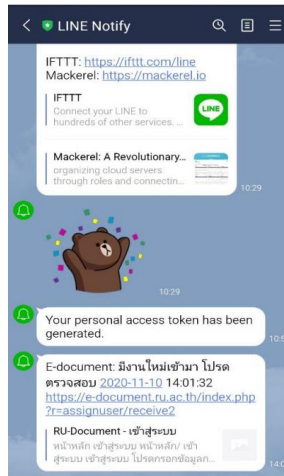 LINE Notify
IFTTT: https://ifttt.com/line
Mackerel: https://mackerel.io
IFTTT
Connect your LINE to
hundreds of other services. ...
LINE
Mackerel: A Revolutionary...
organizing cloud servers
through roles and connectin...
10:29
10:29
Your personal access token has been
generated.
E-document: มีงานใหม่เข้ามา โปรด
ตรวจสอบ 2020-11-10 14:01:32
https://e-document.ru.ac.th/index.php
?r=assignuser/receive2
RU-Document - เข้าสู่ระบบ
หน้าหลัก เข้าสู่ระบบ หน้าหลัก/ เข้า
สู่ระบบ เข้าสู่ระบบ โปรดกรอกข้อมูลก...